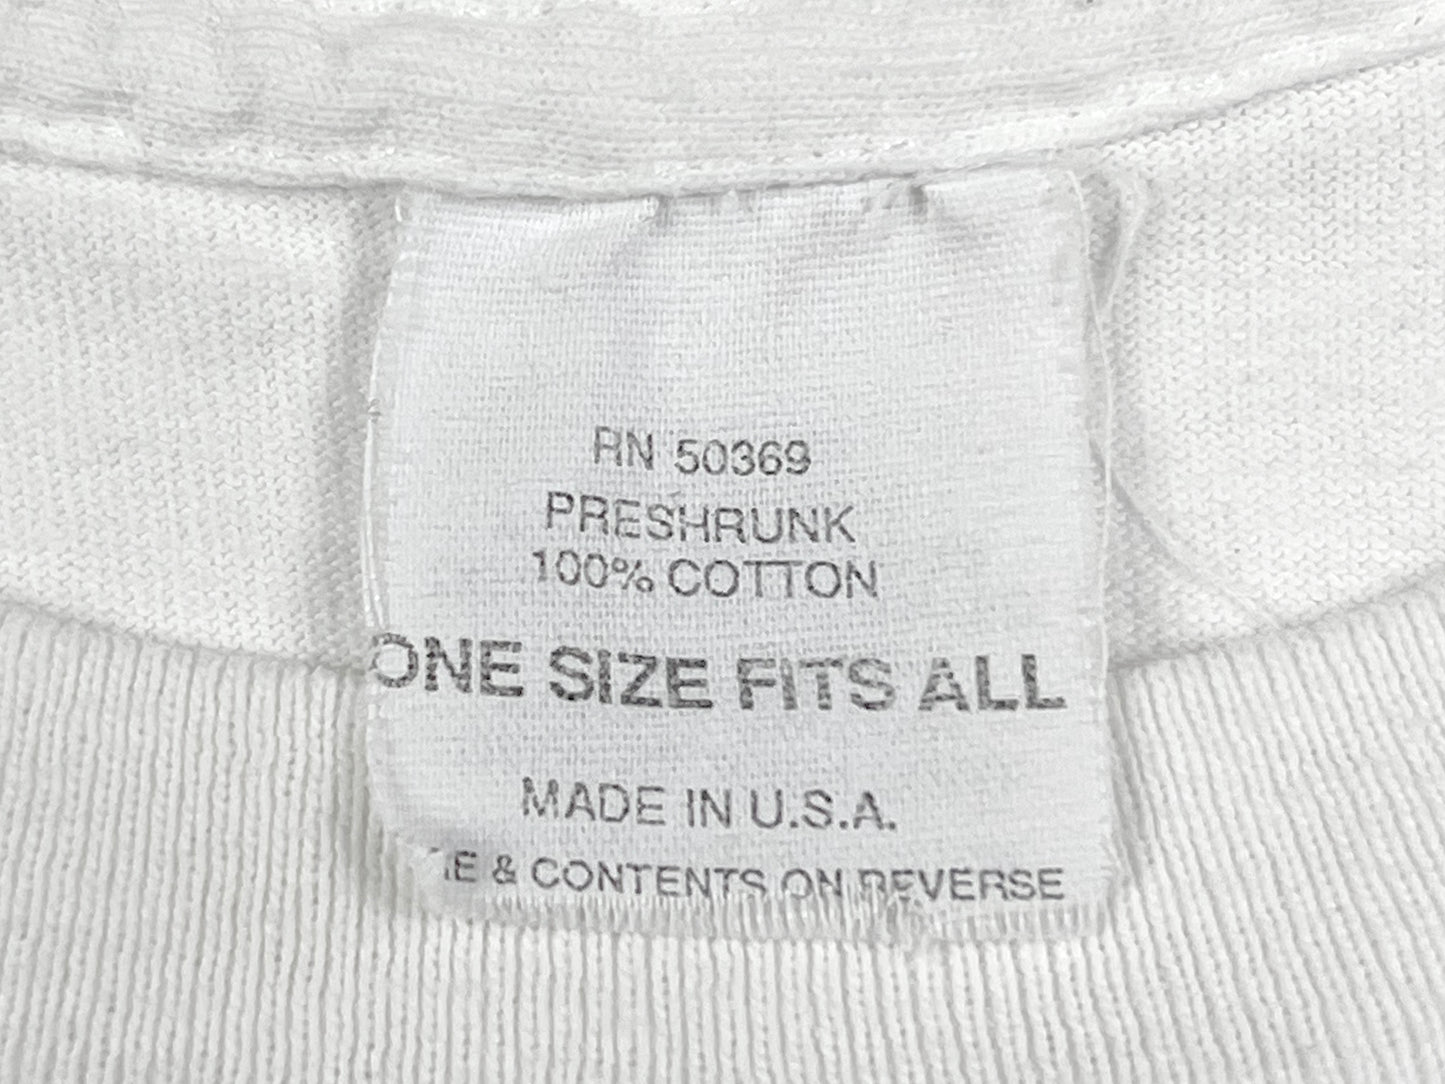 RN 50369
PRESHRUNK
100% COTTON
ONE SIZE FITS ALL
MADE IN U.S.A.
& CONTENTS ON REVERSE